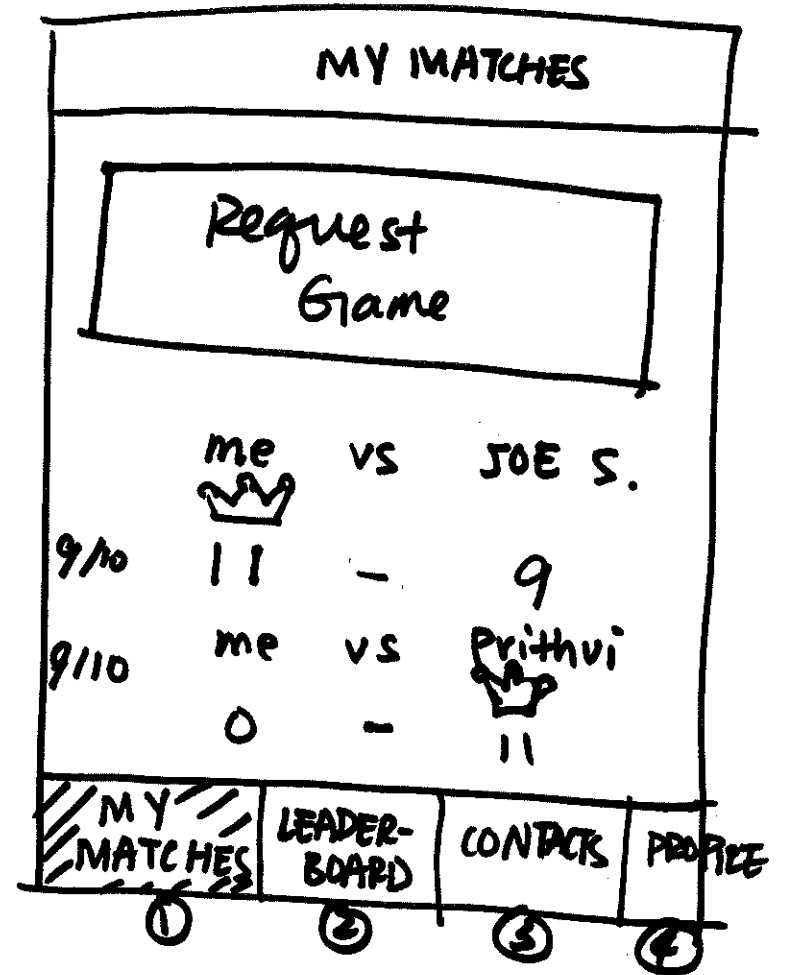 MY MATCHES
Request
Game
me vs JOE S.
9/10 11 - 9
me vs Prithvi
9/10
0 - 11
MY MATCHES
LEADER-
BOARD
CONTACTS
PROFILE
1 2 3 4